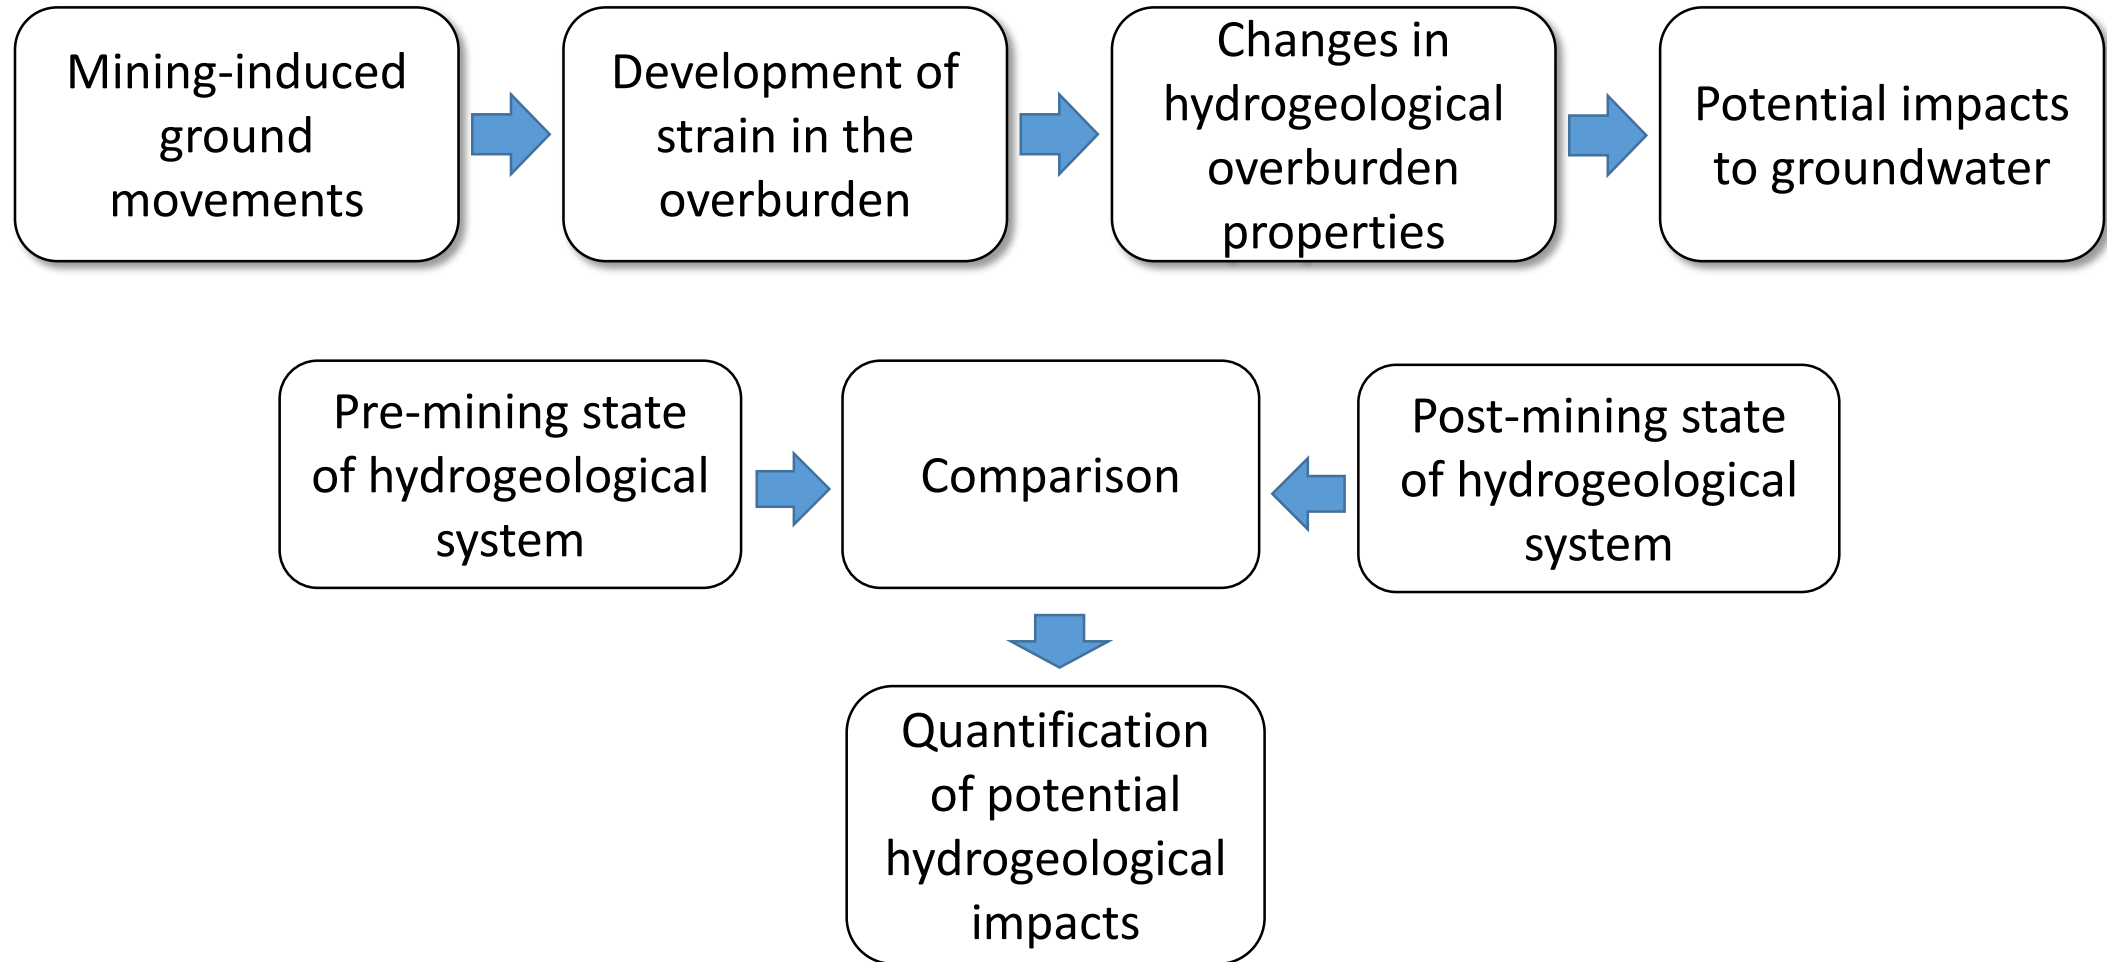 Mining-induced
ground
movements
Development of
strain in the
overburden
Changes in
hydrogeological
overburden
properties
Potential impacts
to groundwater
Pre-mining state
of hydrogeological
system
Comparison
Post-mining state
of hydrogeological
system
Quantification
of potential
hydrogeological
impacts